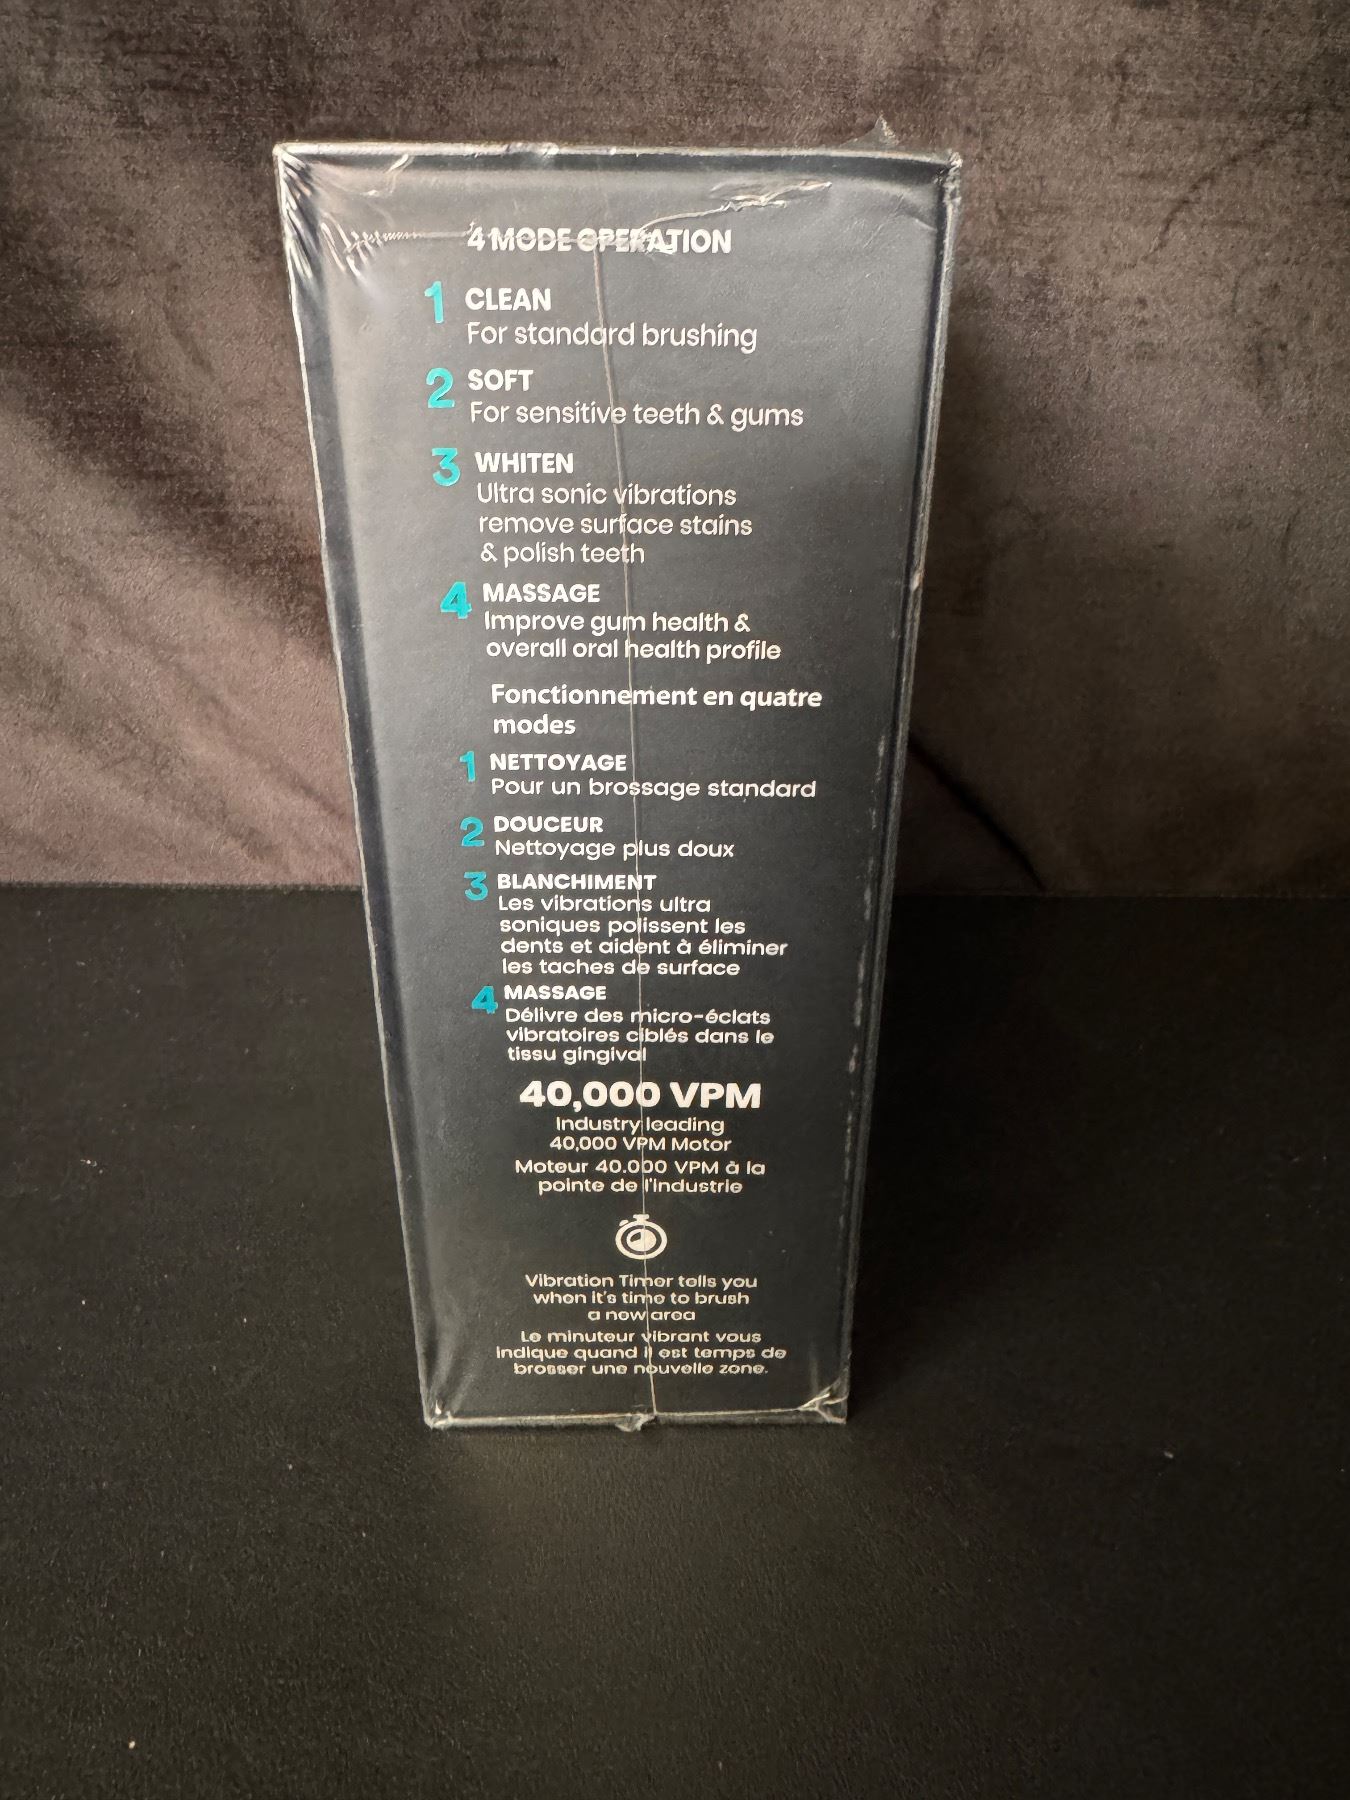 4 MODE OPERATION
1 CLEAN
For standard brushing
2 SOFT
For sensitive teeth & gums
3 WHITEN
Ultra sonic vibrations
remove surface stains
& polish teeth
4 MASSAGE
Improve gum health &
overall oral health profile
Fonctionnement en quatre
modes
1 NETTOYAGE
Pour un brossage standard
2 DOUCEUR
Nettoyage plus doux
3 BLANCHIMENT
Les vibrations ultra
soniques polissent les
dents et aident à éliminer
les taches de surface
4 MASSAGE
Délivre des micro-éclats
vibratoires ciblés dans le
tissu gingival
40,000 VPM
Industry leading
40,000 VPM Motor
Moteur 40.000 VPM à la
pointe de l'industrie
Vibration Timer tells you
when it's time to brush
a new area
Le minuteur vibrant vous
indique quand il est temps de
brosser une nouvelle zone.